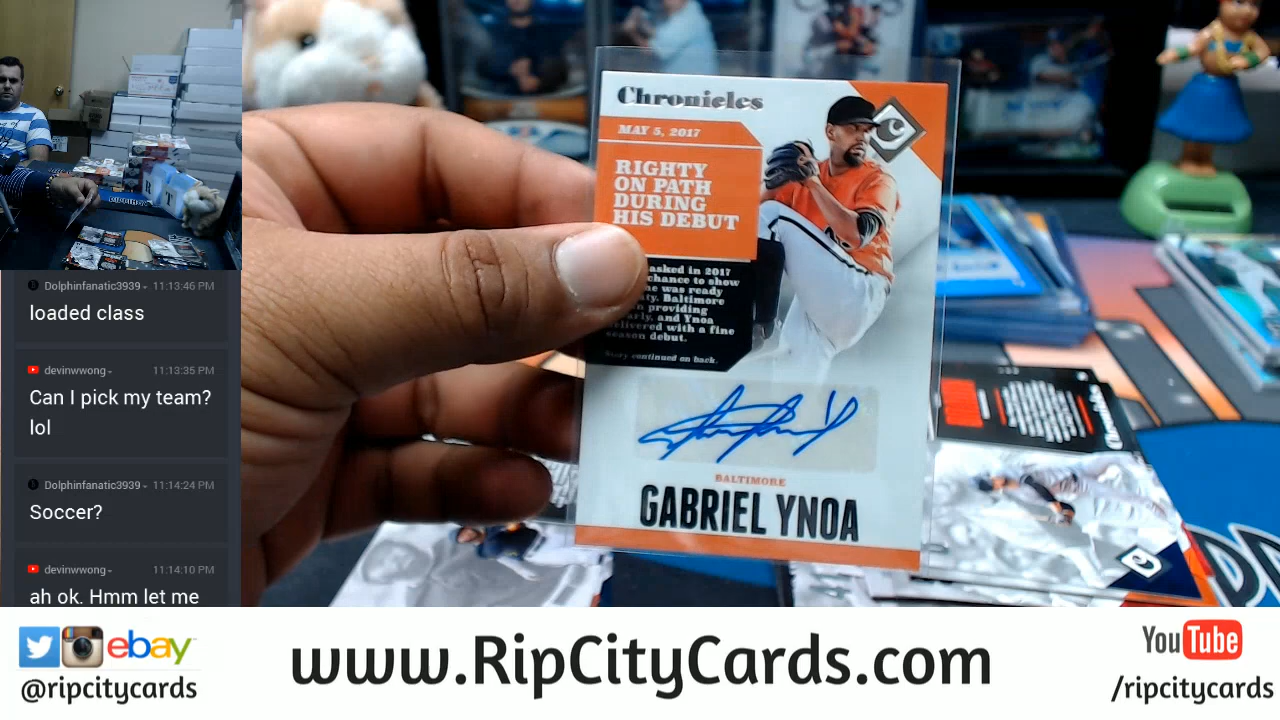 Dolphinfanatic3939 11:13:46 PM
loaded class
devinwwong 11:13:35 PM
Can I pick my team?
lol
Dolphinfanatic3939 11:14:24 PM
Soccer?
devinwwong 11:14:10 PM
ah ok. Hmm let me
Chronicles
MAY 5, 2017
RIGHTY
ON PATH
DURING
HIS DEBUT
asked in 2017
chance to show
he was ready
Baltimore
providing
and Ynoa
delivered with a fine
season debut.
Story continued on back.
BALTIMORE
GABRIEL YNOA
ebay
@ripcitycards
www.RipCityCards.com
YouTube
/ripcitycards